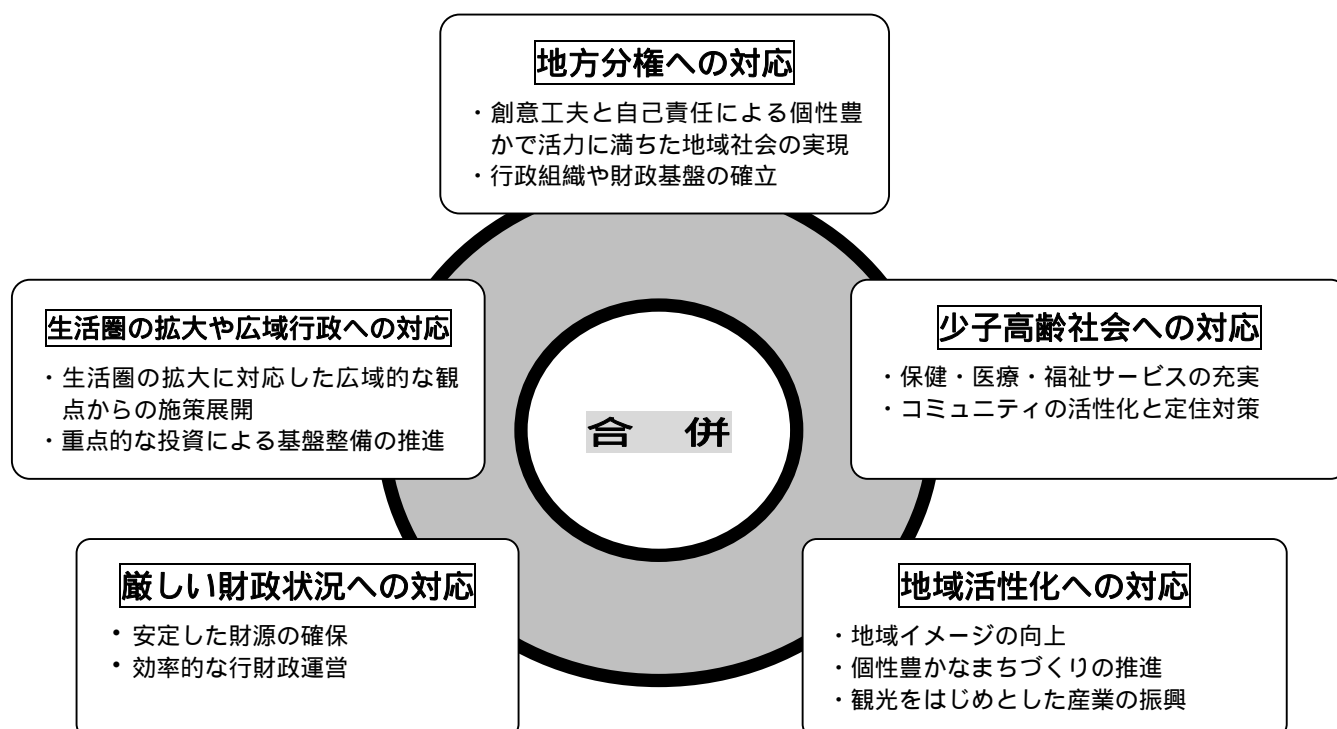 地方分権への対応
・創意工夫と自己責任による個性豊
かで活力に満ちた地域社会の実現
・行政組織や財政基盤の確立
生活圏の拡大や広域行政への対応
・生活圏の拡大に対応した広域的な観
点からの施策展開
・重点的な投資による基盤整備の推進
少子高齢社会への対応
・保健・医療・福祉サービスの充実
・コミュニティの活性化と定住対策
合　併
厳しい財政状況への対応
・安定した財源の確保
・効率的な行財政運営
地域活性化への対応
・地域イメージの向上
・個性豊かなまちづくりの推進
・観光をはじめとした産業の振興